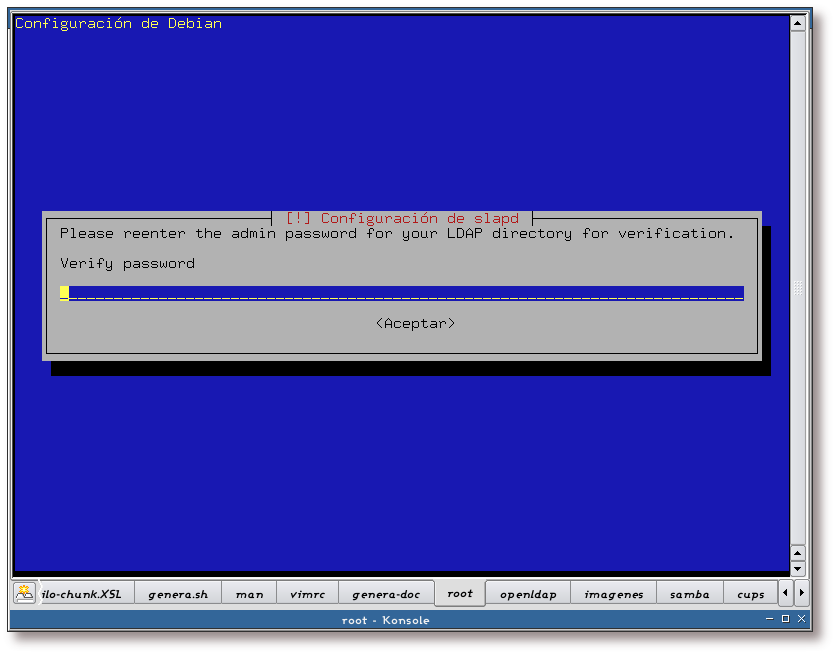 Configuración de Debian
[!] Configuración de slapd
Please reenter the admin password for your LDAP directory for verification.
Verify password
<Aceptar>
ilo-chunk.XSL genera.sh man vimrc genera-doc root openldap imagenes samba cups
root - Konsole